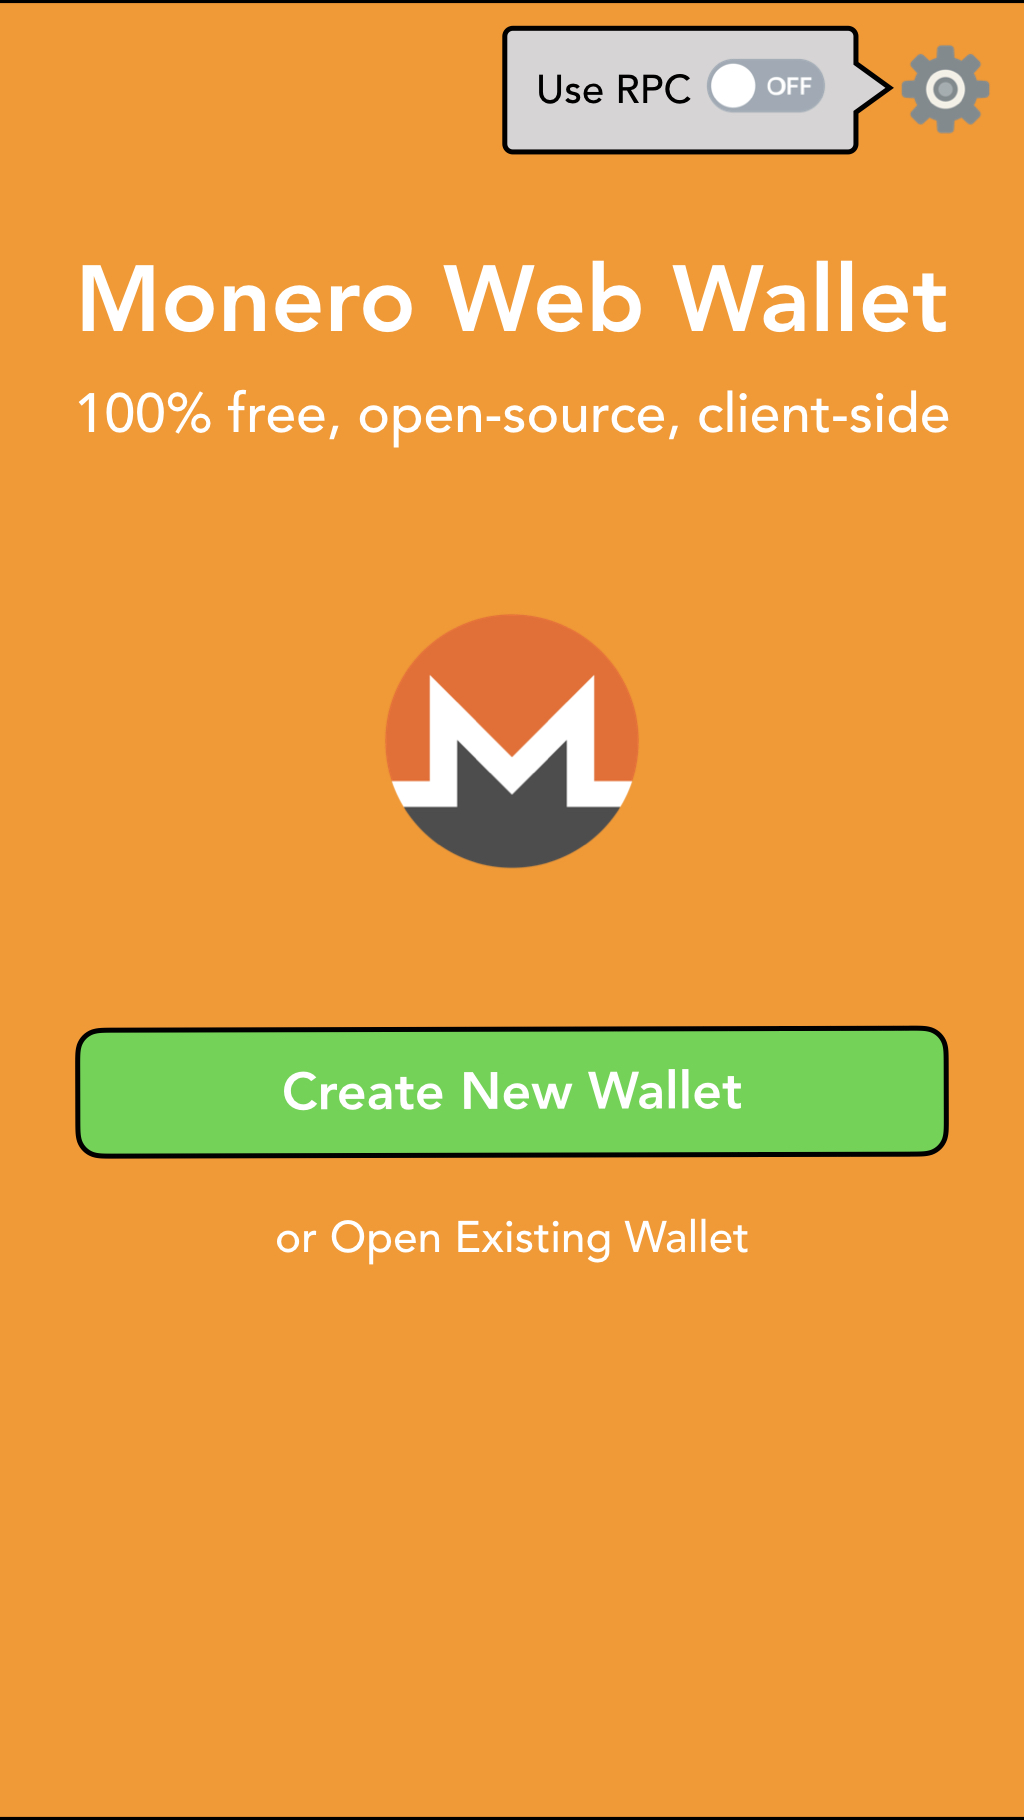 Use RPC OFF
Monero Web Wallet
100% free, open-source, client-side
Create New Wallet
or Open Existing Wallet